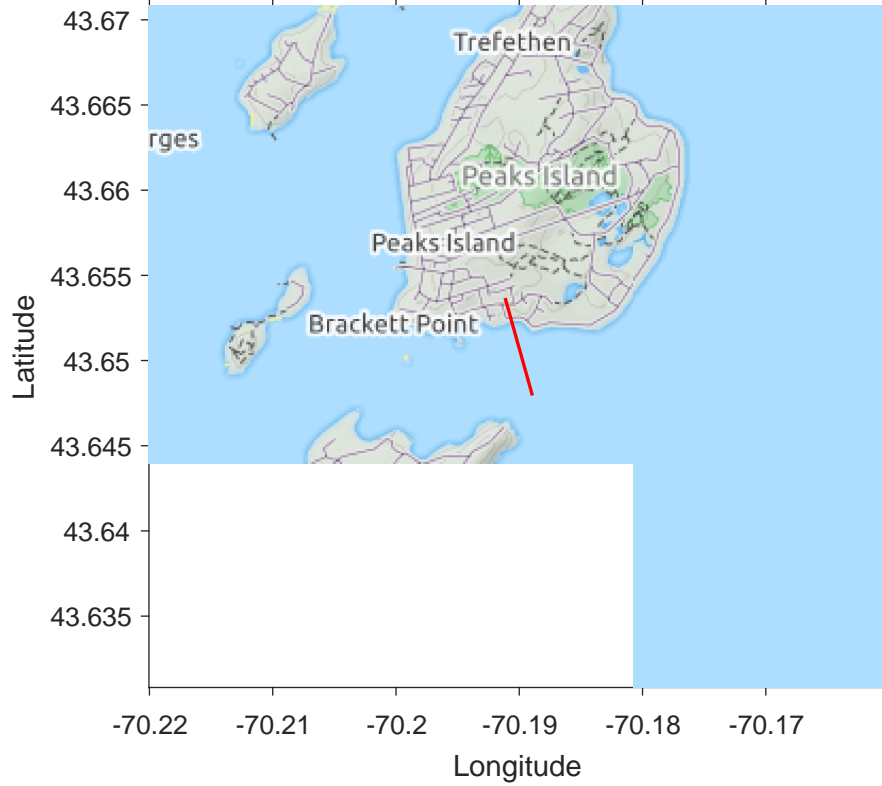 43.67
Trefethen
43.665
rges
Peaks Island
43.66
Peaks Island
43.655
Brackett Point
43.65
43.645
43.64
43.635
Latitude
-70.22
-70.21
-70.2
-70.19
-70.18
-70.17
Longitude